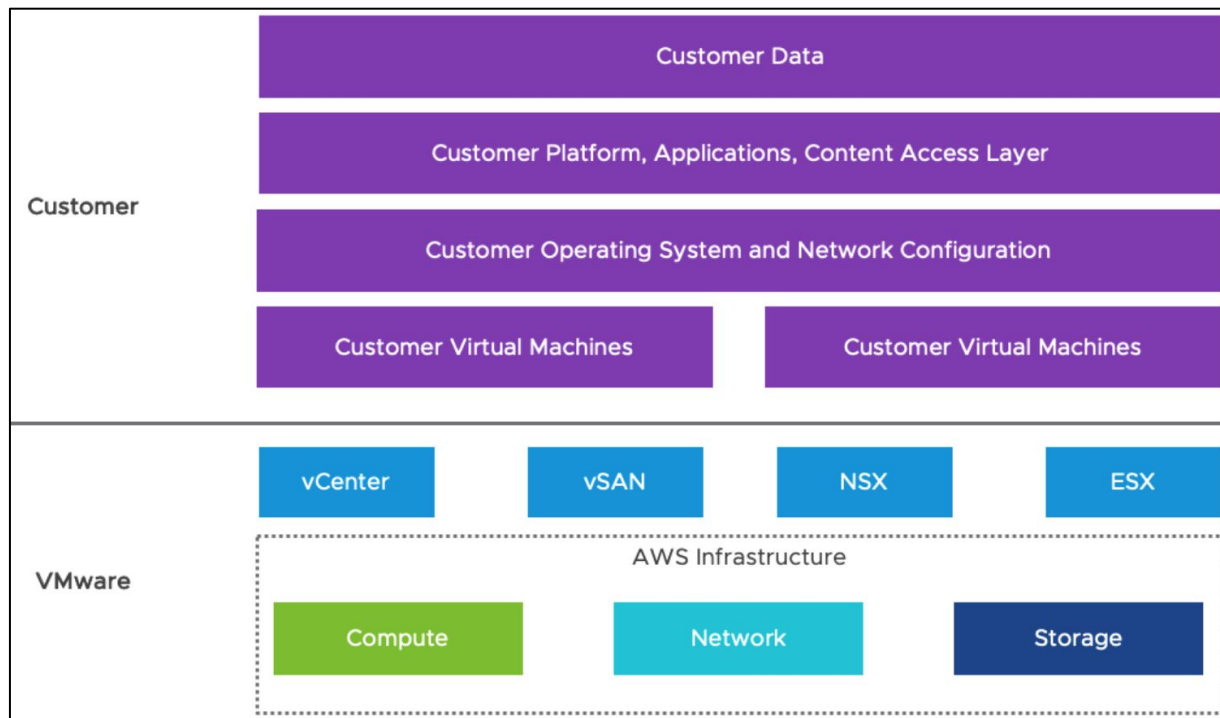 Customer Data
Customer Platform, Applications, Content Access Layer
Customer
Customer Operating System and Network Configuration
Customer Virtual Machines
Customer Virtual Machines
vCenter
vSAN
NSX
ESX
AWS Infrastructure
VMware
Compute
Network
Storage